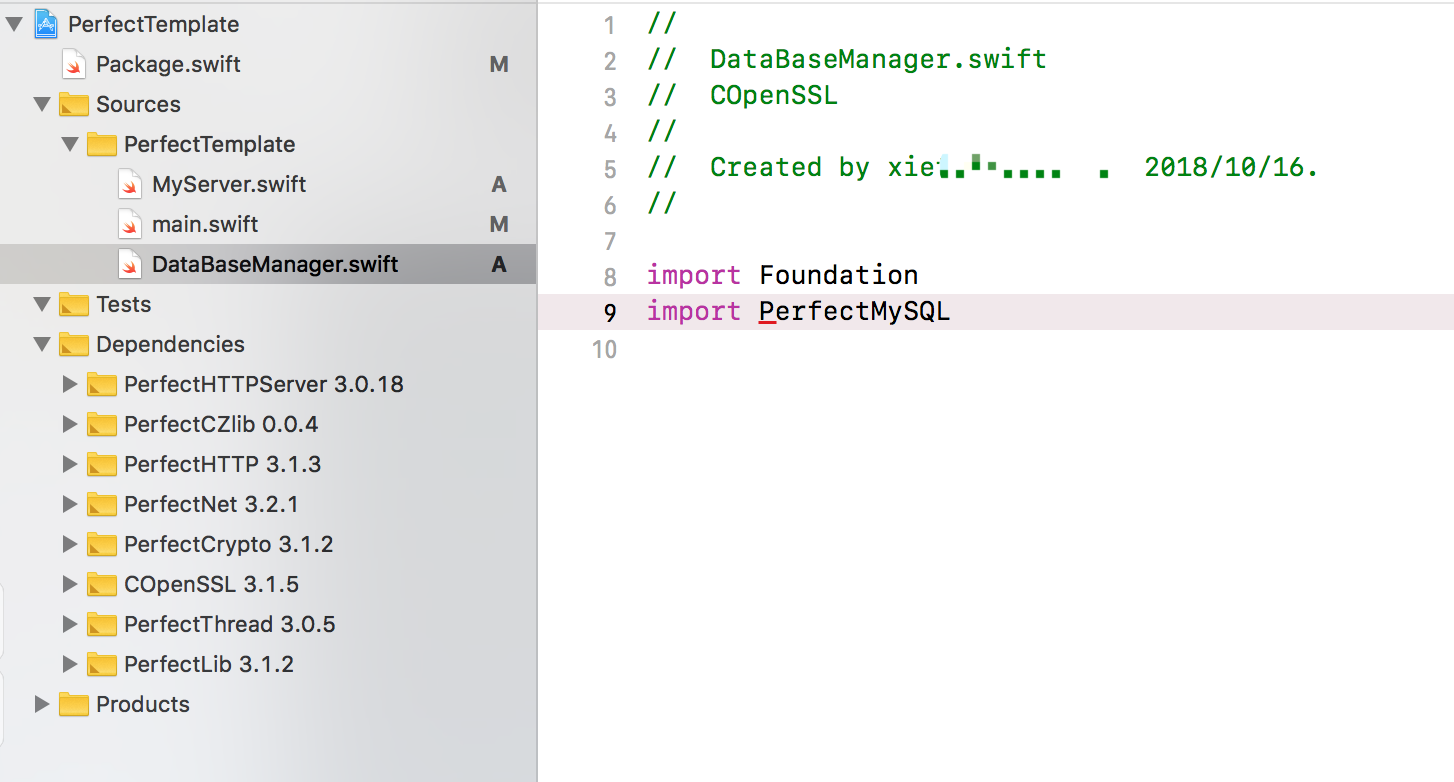 PerfectTemplate
Package.swift M
Sources
PerfectTemplate
MyServer.swift A
main.swift M
DataBaseManager.swift A
Tests
Dependencies
PerfectHTTPServer 3.0.18
PerfectCZlib 0.0.4
PerfectHTTP 3.1.3
PerfectNet 3.2.1
PerfectCrypto 3.1.2
COpenSSL 3.1.5
PerfectThread 3.0.5
PerfectLib 3.1.2
Products
1 //
2 // DataBaseManager.swift
3 // COpenSSL
4 //
5 // Created by 2018/10/16.
6 //
7
8 import Foundation
9 import PerfectMySQL
10